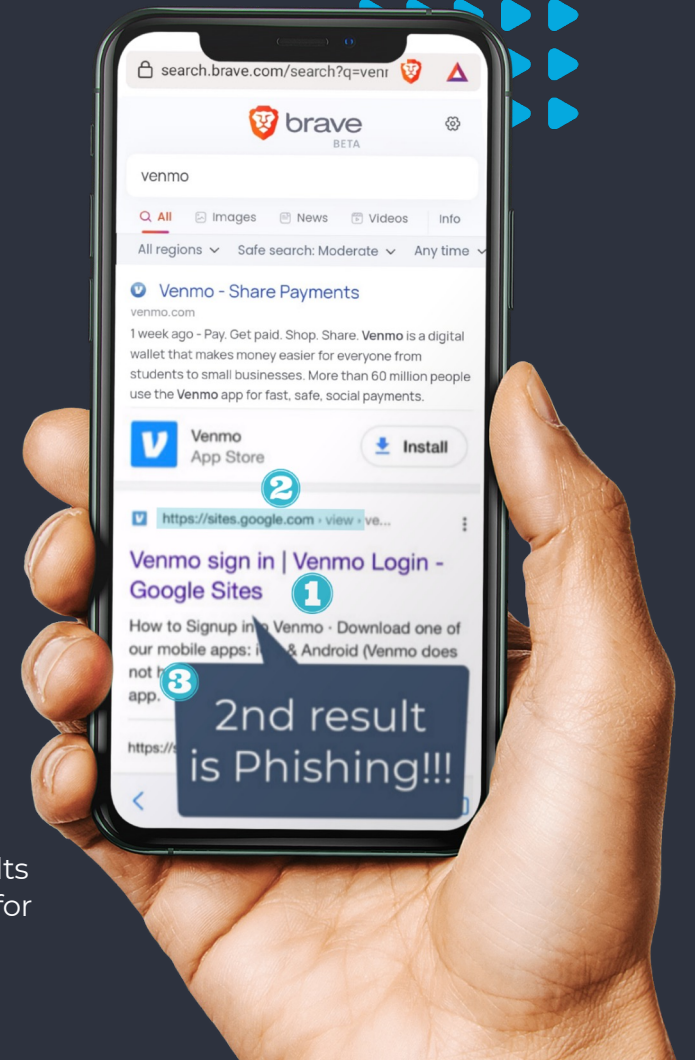 search.brave.com/search?q=venr
brave
BETA
venmo
All Images News Videos Info
All regions Safe search: Moderate Any time
Venmo - Share Payments
venmo.com
1 week ago - Pay. Get paid. Shop. Share. Venmo is a digital
wallet that makes money easier for everyone from
students to small businesses. More than 60 million people
use the Venmo app for fast, safe, social payments.
V
Venmo
App Store
Install
2
https://sites.google.com › view › ve...
Venmo sign in | Venmo Login -
Google Sites
1
How to Signup Venmo · Download one of
our mobile apps: & Android (Venmo does
not
app.
3
2nd result
is Phishing!!!
https://
lts
for